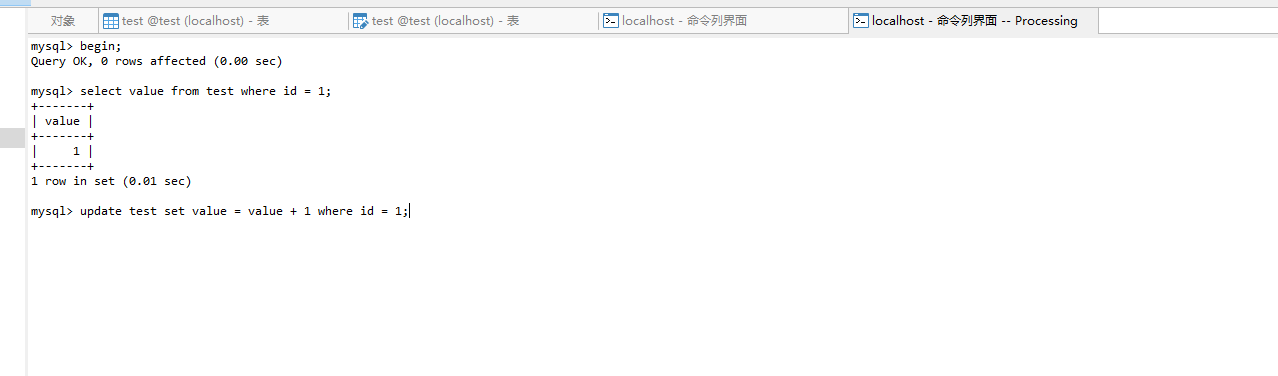 对象 test @test (localhost) - 表 test @test (localhost) - 表 localhost - 命令列界面 localhost - 命令列界面 -- Processing
mysql> begin;
Query OK, 0 rows affected (0.00 sec)
mysql> select value from test where id = 1;
+-------+
| value |
+-------+
|     1 |
+-------+
1 row in set (0.01 sec)
mysql> update test set value = value + 1 where id = 1;